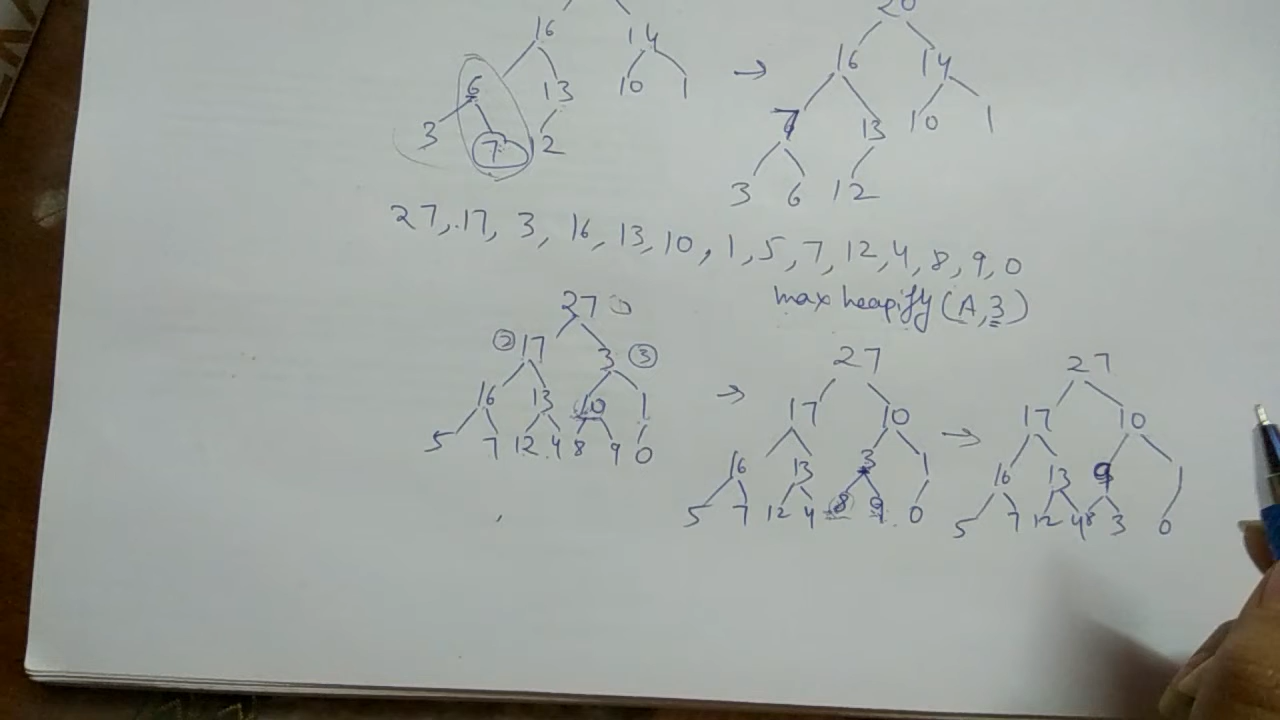 20
16 14
16 14
6 13 10 1
7 13 10 1
3 7 2
3 6 12
27, 17, 3, 16, 13, 10, 1, 5, 7, 12, 4, 8, 9, 0
max heapify (A, 3)
27
② 17 3 ③
16 13 10 1
5 7 12 4 8 9 0
→
27
17 10
16 13 3 1
5 7 12 4 8 9 0
→
27
17 10
16 13 9 1
5 7 12 4 8 3 0